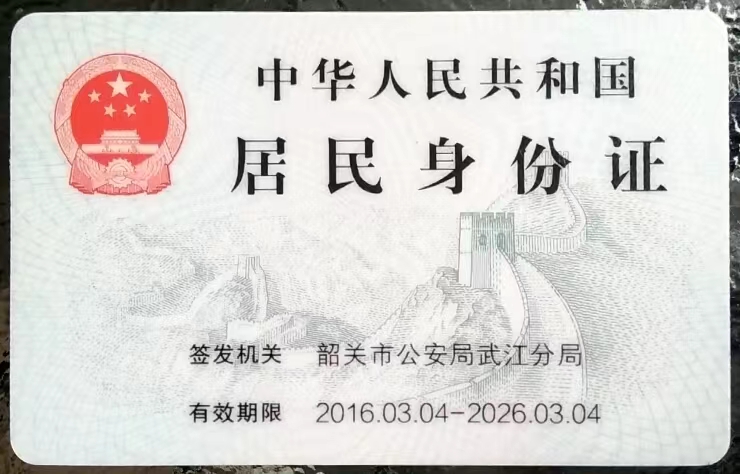 中华人民共和国
居民身份证
签发机关 韶关市公安局武江分局
有效期限 2016.03.04-2026.03.04